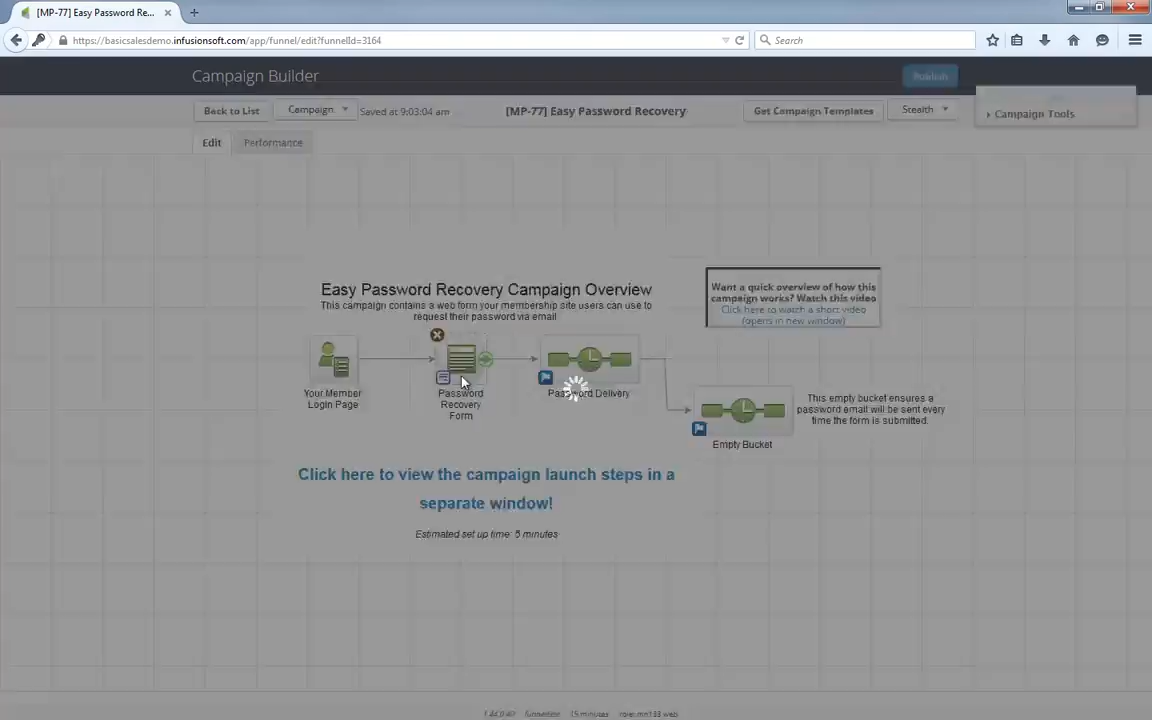 [MP-77] Easy Password Re...
https://basicsalesdemo.infusionsoft.com/app/funnel/edit?funnelId=3164
Search
Campaign Builder
Publish
Back to List
Campaign
Saved at 9:03:04 am
[MP-77] Easy Password Recovery
Get Campaign Templates
Stealth
Campaign Tools
Edit
Performance
Easy Password Recovery Campaign Overview
This campaign contains a web form your membership site users can use to
request their password via email
Want a quick overview of how this
campaign works? Watch this video
Click here to watch a short video
(opens in new window)
Your Member
Login Page
Password
Recovery
Form
Password Delivery
Empty Bucket
This empty bucket ensures a
password email will be sent every
time the form is submitted.
Click here to view the campaign launch steps in a
separate window!
Estimated set up time: 5 minutes